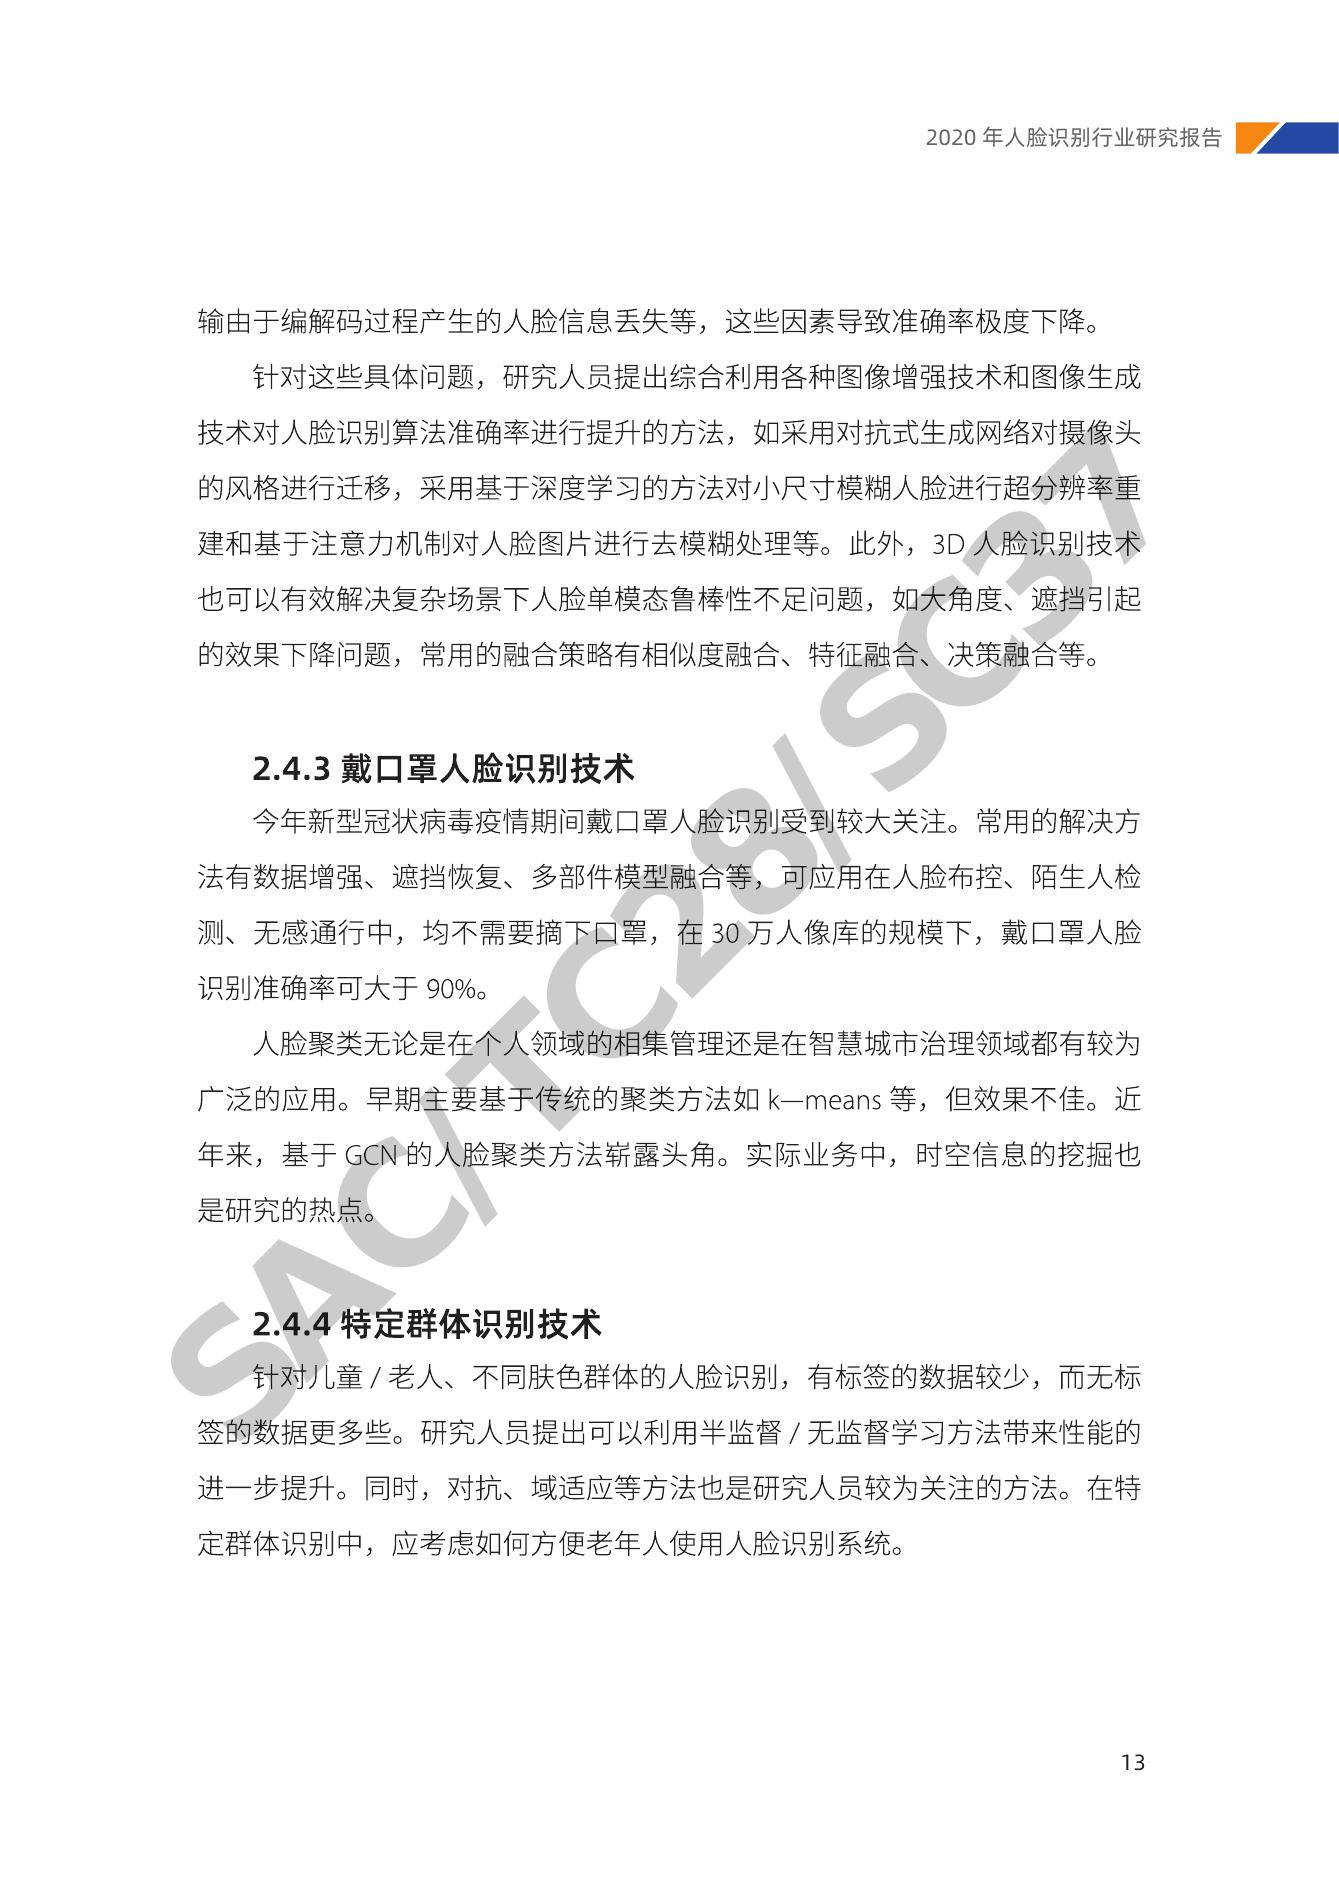 2020 年人脸识别行业研究报告
输由于编解码过程产生的人脸信息丢失等，这些因素导致准确率极度下降。
针对这些具体问题，研究人员提出综合利用各种图像增强技术和图像生成
技术对人脸识别算法准确率进行提升的方法，如采用对抗式生成网络对摄像头
的风格进行迁移，采用基于深度学习的方法对小尺寸模糊人脸进行超分辨率重
建和基于注意力机制对人脸图片进行去模糊处理等。此外，3D 人脸识别技术
也可以有效解决复杂场景下人脸单模态鲁棒性不足问题，如大角度、遮挡引起
的效果下降问题，常用的融合策略有相似度融合、特征融合、决策融合等。
2.4.3 戴口罩人脸识别技术
今年新型冠状病毒疫情期间戴口罩人脸识别受到较大关注。常用的解决方
法有数据增强、遮挡恢复、多部件模型融合等，可应用在人脸布控、陌生人检
测、无感通行中，均不需要摘下口罩，在 30 万人像库的规模下，戴口罩人脸
识别准确率可大于 90%。
人脸聚类无论是在个人领域的相集管理还是在智慧城市治理领域都有较为
广泛的应用。早期主要基于传统的聚类方法如 k—means 等，但效果不佳。近
年来，基于 GCN 的人脸聚类方法崭露头角。实际业务中，时空信息的挖掘也
是研究的热点。
2.4.4 特定群体识别技术
针对儿童 / 老人、不同肤色群体的人脸识别，有标签的数据较少，而无标
签的数据更多些。研究人员提出可以利用半监督 / 无监督学习方法带来性能的
进一步提升。同时，对抗、域适应等方法也是研究人员较为关注的方法。在特
定群体识别中，应考虑如何方便老年人使用人脸识别系统。
SAC/TC28/SC37
13